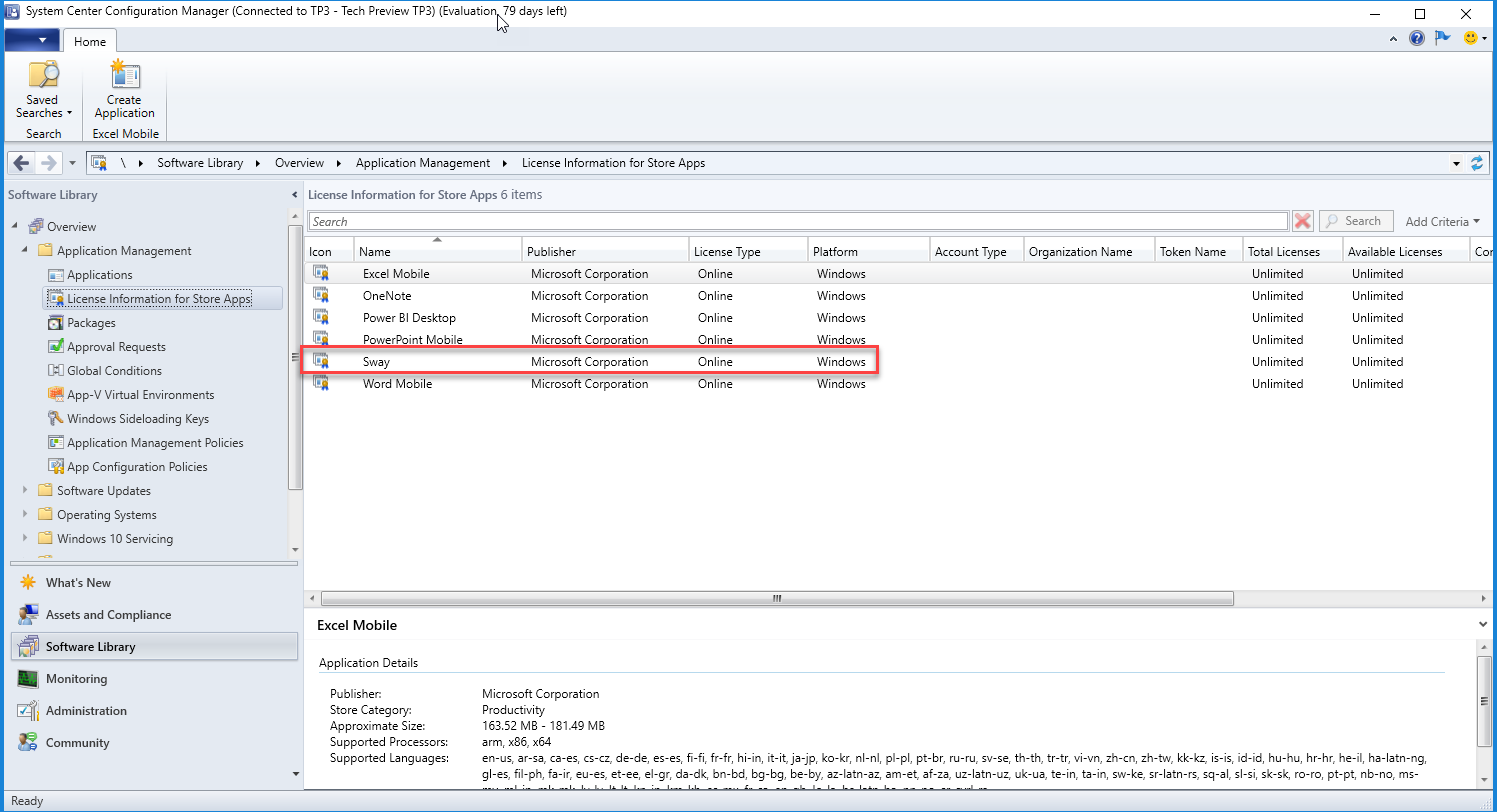 System Center Configuration Manager (Connected to TP3 - Tech Preview TP3) (Evaluation, 79 days left)
Home
Saved Searches
Search
Create Application
Excel Mobile
\ Software Library Overview Application Management License Information for Store Apps
Software Library
Overview
Application Management
Applications
License Information for Store Apps
Packages
Approval Requests
Global Conditions
App-V Virtual Environments
Windows Sideloading Keys
Application Management Policies
App Configuration Policies
Software Updates
Operating Systems
Windows 10 Servicing
What's New
Assets and Compliance
Software Library
Monitoring
Administration
Community
License Information for Store Apps 6 items
Search Search Add Criteria
Icon Name Publisher License Type Platform Account Type Organization Name Token Name Total Licenses Available Licenses Cor
Excel Mobile Microsoft Corporation Online Windows Unlimited Unlimited
OneNote Microsoft Corporation Online Windows Unlimited Unlimited
Power BI Desktop Microsoft Corporation Online Windows Unlimited Unlimited
PowerPoint Mobile Microsoft Corporation Online Windows Unlimited Unlimited
Sway Microsoft Corporation Online Windows Unlimited Unlimited
Word Mobile Microsoft Corporation Online Windows Unlimited Unlimited
Excel Mobile
Application Details
Publisher: Microsoft Corporation
Store Category: Productivity
Approximate Size: 163.52 MB - 181.49 MB
Supported Processors: arm, x86, x64
Supported Languages: en-us, ar-sa, ca-es, cs-cz, de-de, es-es, fi-fi, fr-fr, hi-in, it-it, ja-jp, ko-kr, nl-nl, pl-pl, pt-br, ru-ru, sv-se, th-th, tr-tr, vi-vn, zh-cn, zh-tw, kk-kz, is-is, id-id, hu-hu, hr-hr, he-il, ha-latn-ng,
gl-es, fil-ph, fa-ir, eu-es, et-ee, el-gr, da-dk, bn-bd, bg-bg, be-by, az-latn-az, am-et, af-za, uz-latn-uz, uk-ua, te-in, ta-in, sw-ke, sr-latn-rs, sq-al, sl-si, sk-sk, ro-ro, pt-pt, nb-no, ms-
Ready